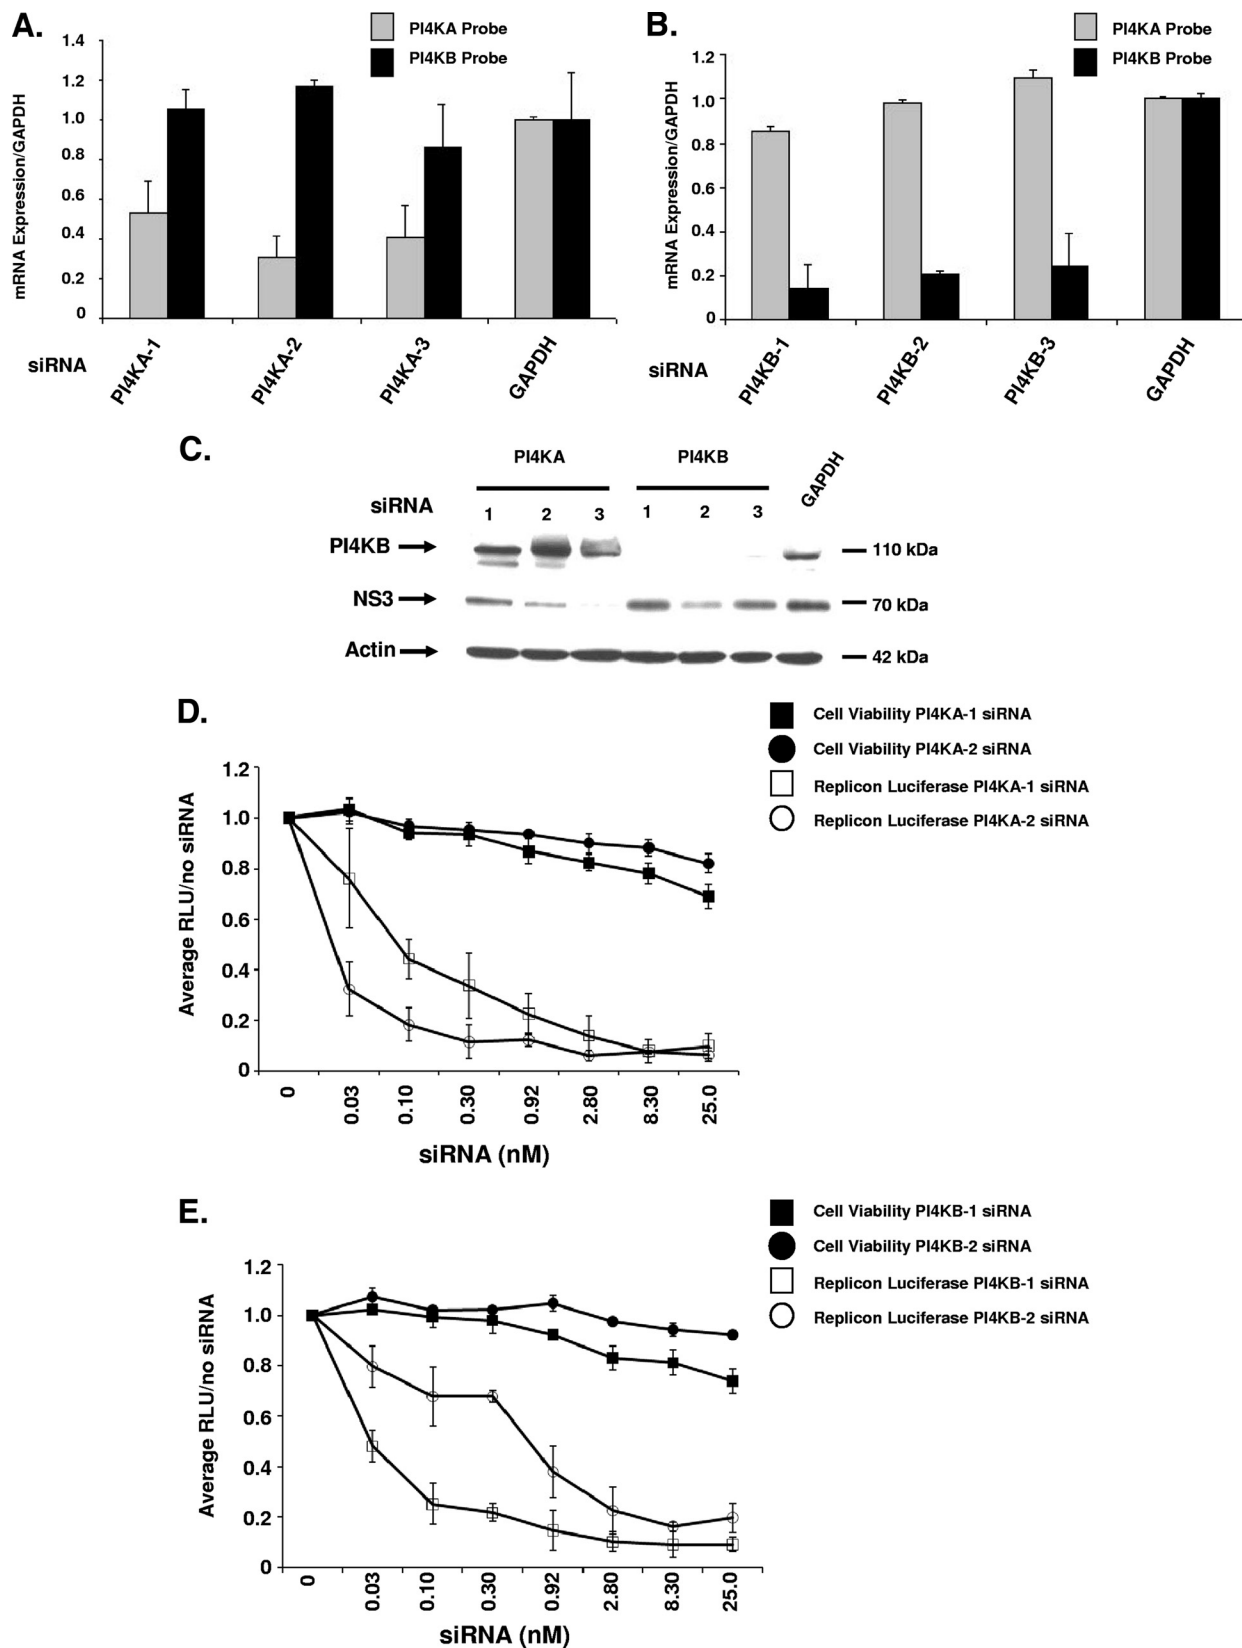 A.
PI4KA Probe
PI4KB Probe
mRNA Expression/GAPDH
1.4
1.2
1.0
0.8
0.6
0.4
0.2
0
siRNA
PI4KA-1
PI4KA-2
PI4KA-3
GAPDH
B.
PI4KA Probe
PI4KB Probe
mRNA Expression/GAPDH
1.2
1.0
0.8
0.6
0.4
0.2
0
siRNA
PI4KB-1
PI4KB-2
PI4KB-3
GAPDH
C.
PI4KA
PI4KB
GAPDH
siRNA
1 2 3 1 2 3
PI4KB
110 kDa
NS3
70 kDa
Actin
42 kDa
D.
Cell Viability PI4KA-1 siRNA
Cell Viability PI4KA-2 siRNA
Replicon Luciferase PI4KA-1 siRNA
Replicon Luciferase PI4KA-2 siRNA
Average RLU/no siRNA
1.2
1.0
0.8
0.6
0.4
0.2
0
0 0.03 0.10 0.30 0.92 2.80 8.30 25.0
siRNA (nM)
E.
Cell Viability PI4KB-1 siRNA
Cell Viability PI4KB-2 siRNA
Replicon Luciferase PI4KB-1 siRNA
Replicon Luciferase PI4KB-2 siRNA
Average RLU/no siRNA
1.2
1.0
0.8
0.6
0.4
0.2
0
0 0.03 0.10 0.30 0.92 2.80 8.30 25.0
siRNA (nM)